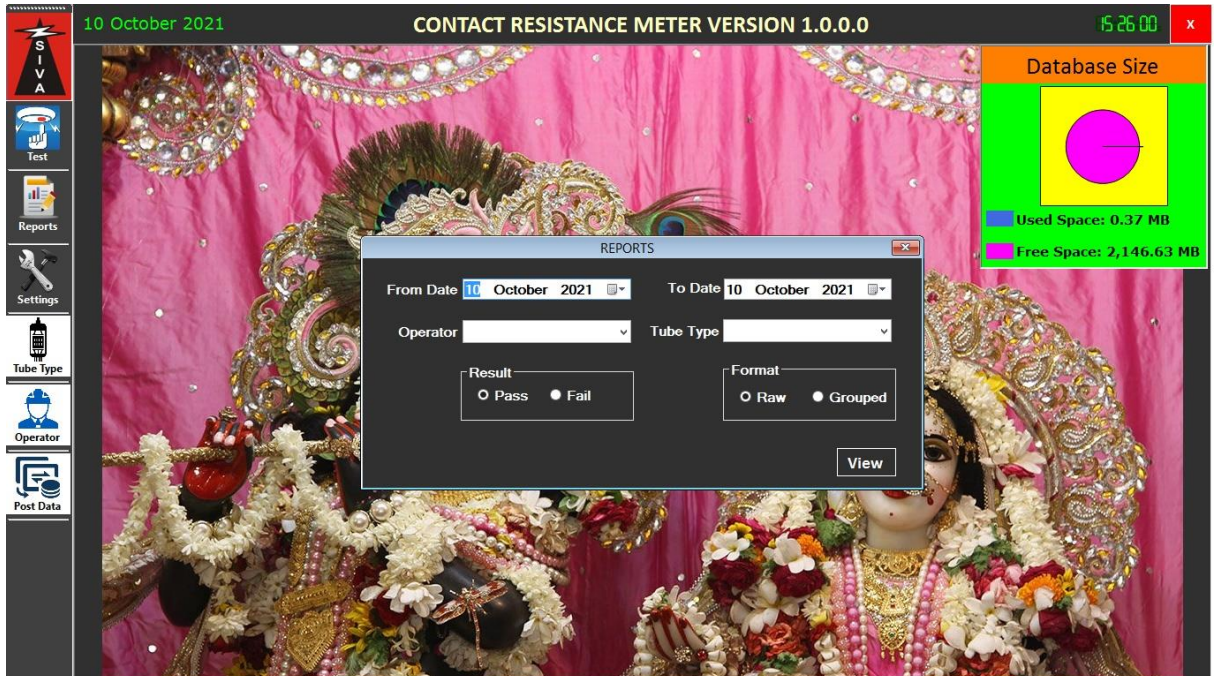 10 October 2021
CONTACT RESISTANCE METER VERSION 1.0.0.0
15:26:00
x
S
I
V
A
Test
Reports
Settings
Tube Type
Operator
Post Data
Database Size
Used Space: 0.37 MB
Free Space: 2,146.63 MB
REPORTS
From Date 10 October 2021
To Date 10 October 2021
Operator
Tube Type
Result
Pass Fail
Format
Raw Grouped
View